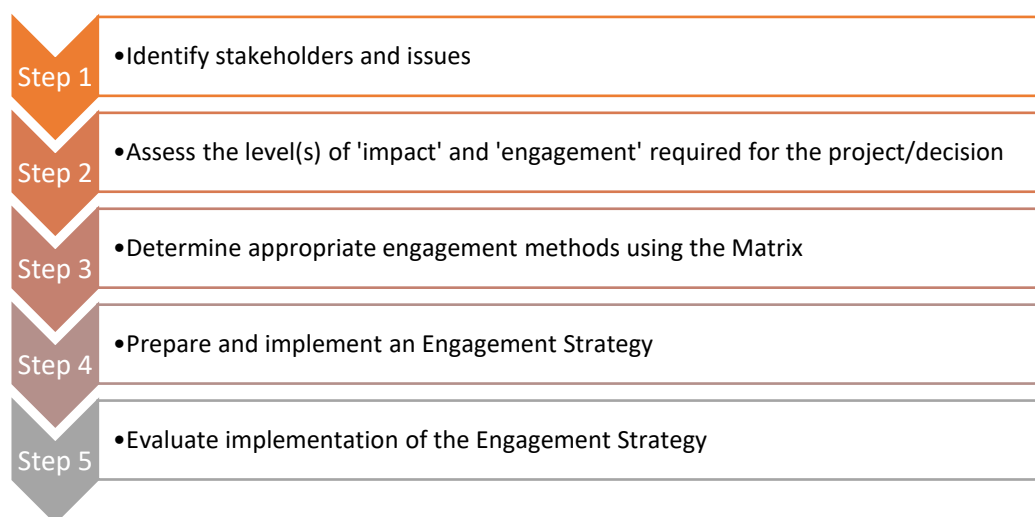 Step 1
•Identify stakeholders and issues
Step 2
•Assess the level(s) of 'impact' and 'engagement' required for the project/decision
Step 3
•Determine appropriate engagement methods using the Matrix
Step 4
•Prepare and implement an Engagement Strategy
Step 5
•Evaluate implementation of the Engagement Strategy